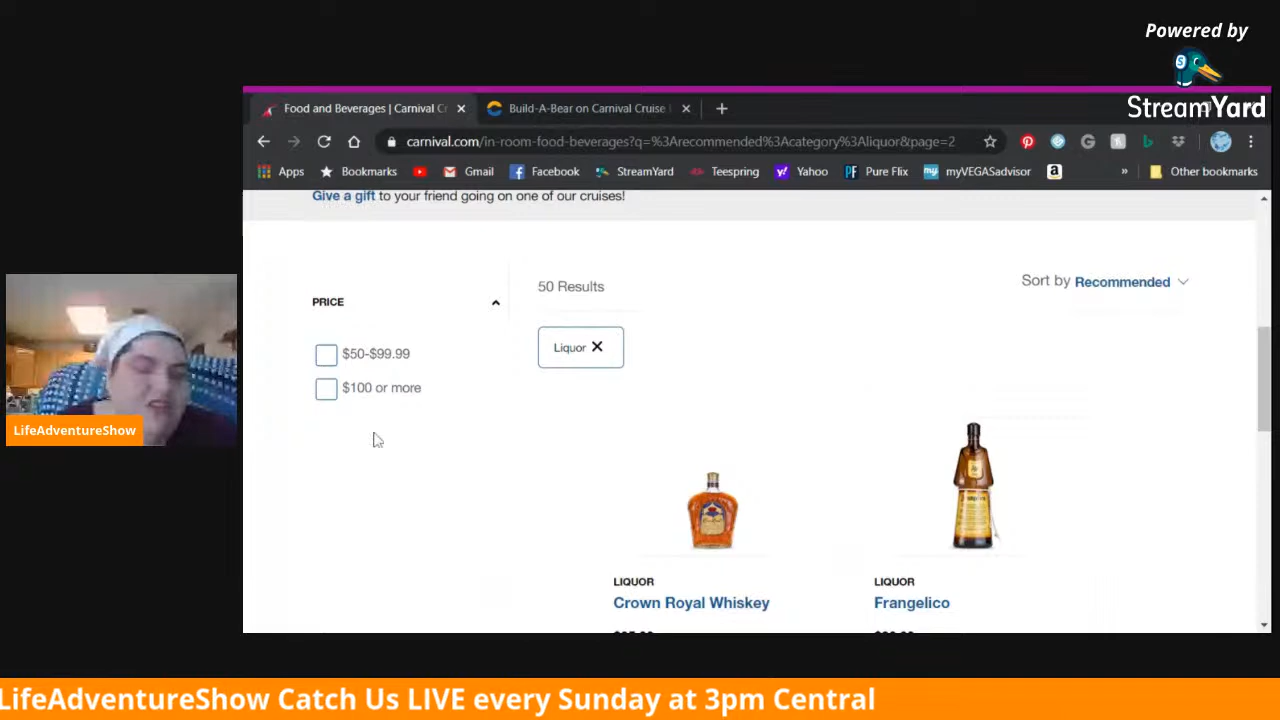 Powered by
StreamYard
Food and Beverages | Carnival Cr
Build-A-Bear on Carnival Cruise
carnival.com/in-room-food-beverages?q=%3Arecommended%3Acategory%3Aliquor&page=2
Apps Bookmarks Gmail Facebook StreamYard Teespring Yahoo PF Pure Flix my myVEGASadvisor a » Other bookmarks
Give a gift to your friend going on one of our cruises!
50 Results
Sort by Recommended
PRICE
Liquor
$50-$99.99
$100 or more
LifeAdventureShow
LIQUOR
Crown Royal Whiskey
LIQUOR
Frangelico
LifeAdventureShow Catch Us LIVE every Sunday at 3pm Central